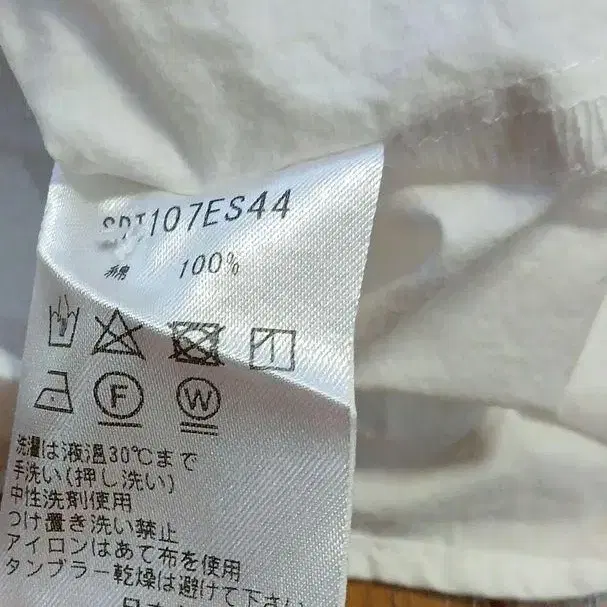 SDT107ES44
綿 100%
F W
洗濯は液温30℃まで
手洗い(押し洗い)
中性洗剤使用
つけ置き洗い禁止
アイロンはあて布を使用
タンブラー乾燥は避けて下さい